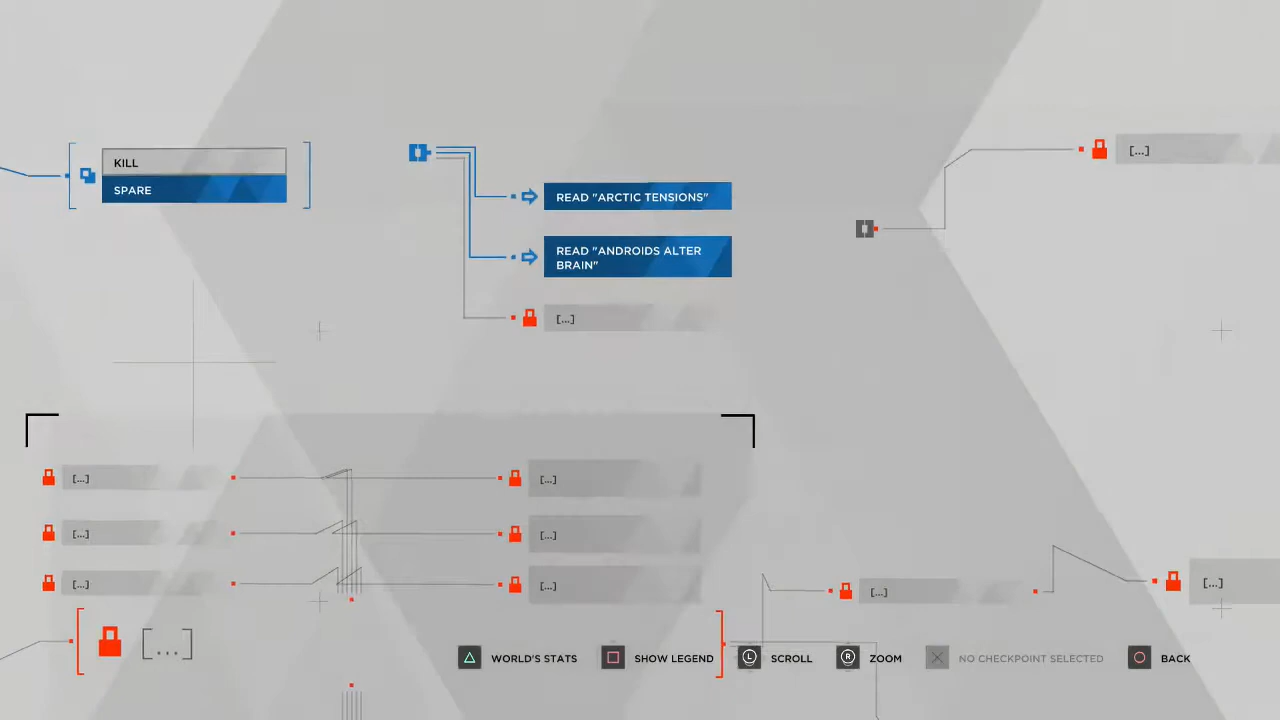 KILL
SPARE
READ "ARCTIC TENSIONS"
READ "ANDROIDS ALTER
BRAIN"
[...]
[...]
[...]
[...]
[...]
[...]
[...]
[...]
[...]
[...]
[...]
WORLD'S STATS
SHOW LEGEND
L
SCROLL
R
ZOOM
NO CHECKPOINT SELECTED
BACK